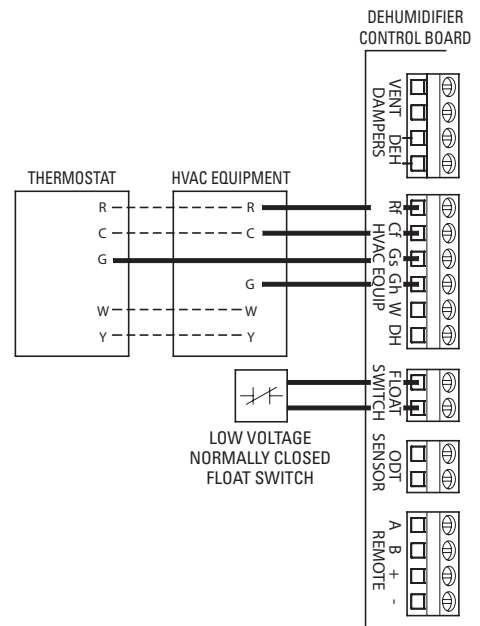 DEHUMIDIFIER
CONTROL BOARD
VENT
DEH
DAMPERS
THERMOSTAT
HVAC EQUIPMENT
R
R
C
C
G
G
W
W
Y
Y
Rf
Cf
Gs
Gh
W
DH
HVAC EQUIP
FLOAT
SWITCH
LOW VOLTAGE
NORMALLY CLOSED
FLOAT SWITCH
ODT
SENSOR
A
B
+
-
REMOTE